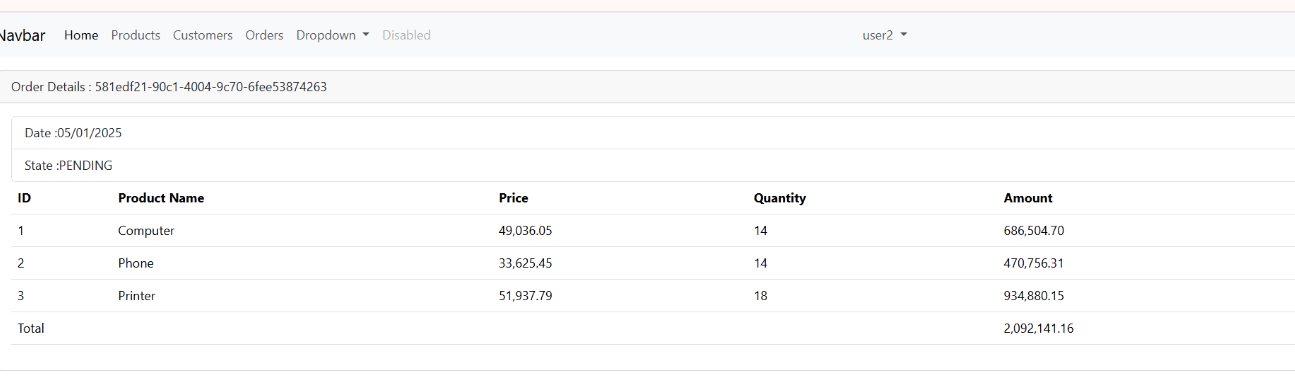 Navbar Home Products Customers Orders Dropdown Disabled user2
Order Details : 581edf21-90c1-4004-9c70-6fee53874263
Date :05/01/2025
State :PENDING
ID Product Name Price Quantity Amount
1 Computer 49,036.05 14 686,504.70
2 Phone 33,625.45 14 470,756.31
3 Printer 51,937.79 18 934,880.15
Total 2,092,141.16